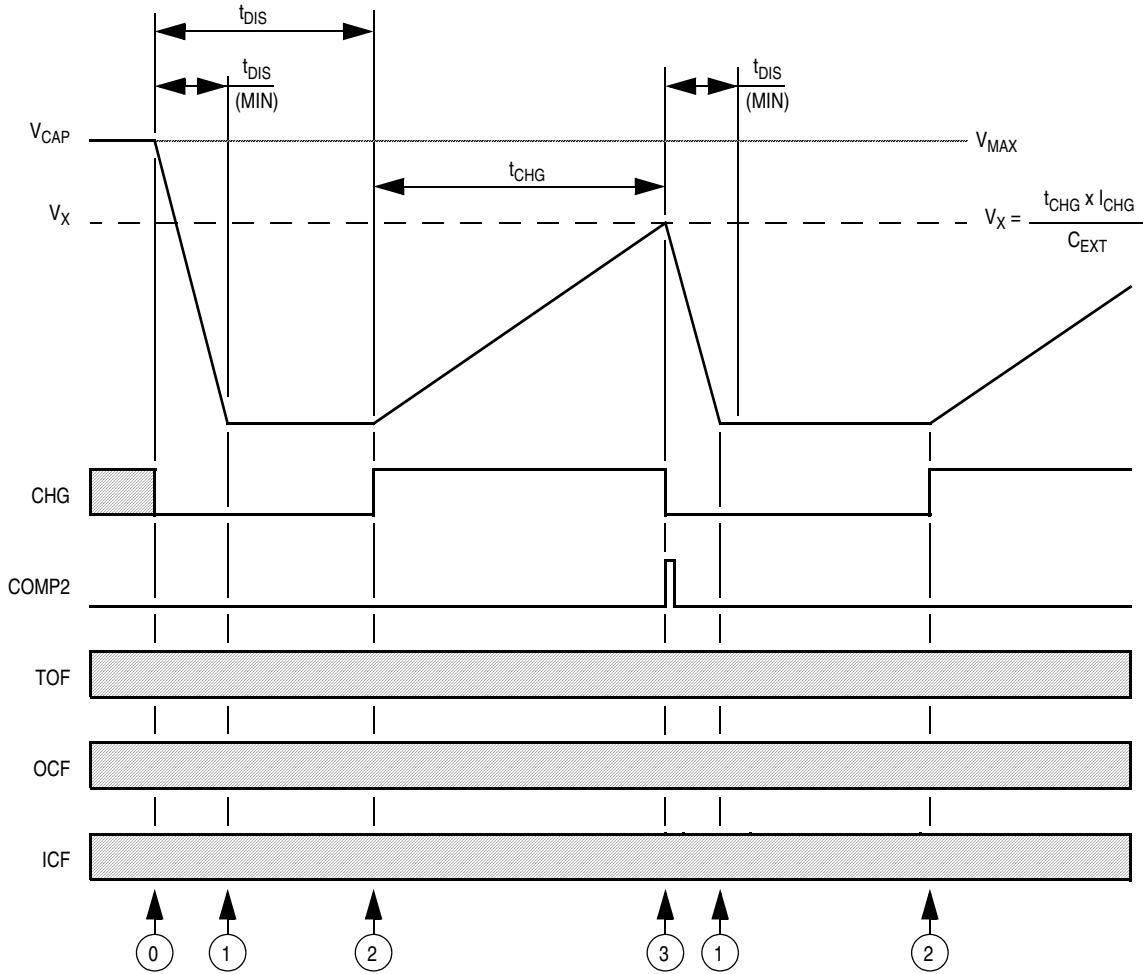 tDIS
tDIS
(MIN)
tDIS
(MIN)
VCAP
VMAX
tCHG
VX
VX = tCHG x ICHG
CEXT
CHG
COMP2
TOF
OCF
ICF
0 1 2 3 1 2